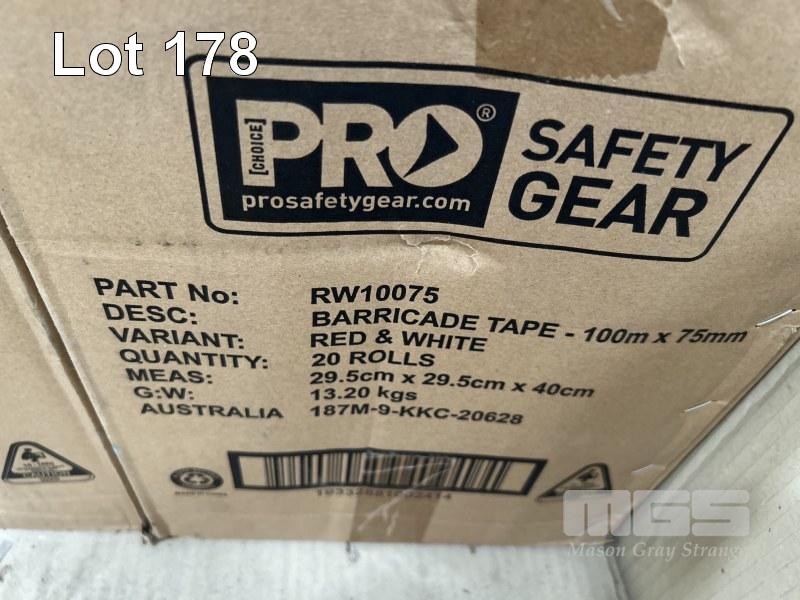 Lot 178
[CHOICE]
PRO®
prosafetygear.com
SAFETY
GEAR
PART No: RW10075
DESC: BARRICADE TAPE - 100m x 75mm
VARIANT: RED & WHITE
QUANTITY: 20 ROLLS
MEAS: 29.5cm x 29.5cm x 40cm
G:W: 13.20 kgs
AUSTRALIA 187M-9-KKC-20628
CAUTION
MGS
Mason Gray Strange